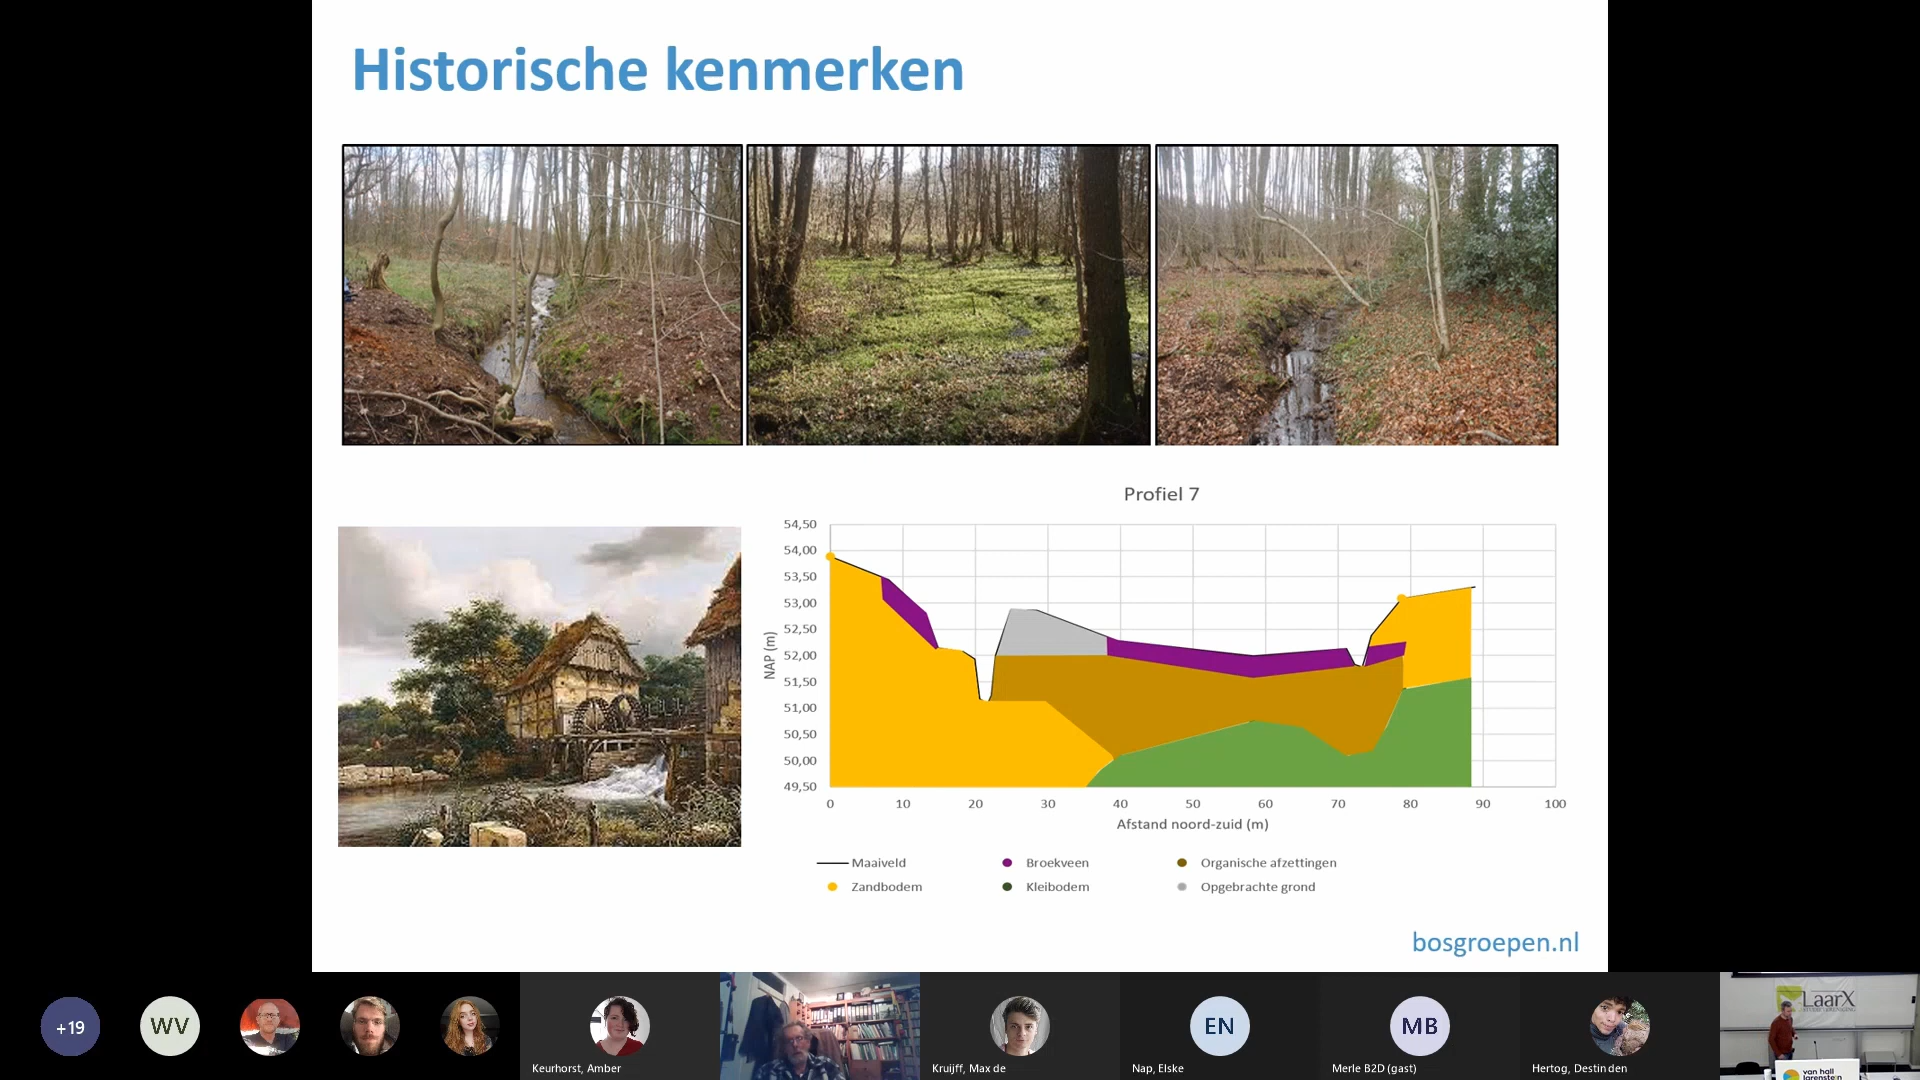 Historische kenmerken
Profiel 7
54,50
54,00
53,50
53,00
52,50
52,00
51,50
51,00
50,50
50,00
49,50
NAP (m)
0 10 20 30 40 50 60 70 80 90 100
Afstand noord-zuid (m)
Maaiveld Broekveen Organische afzettingen
Zandbodem Kleibodem Opgebrachte grond
bosgroepen.nl
+19 WV EN MB
Keurhorst, Amber Kruijff, Max de Nap, Elske Merle B2D (gast) Hertog, Destin den
LaarX
van hall
larenstein